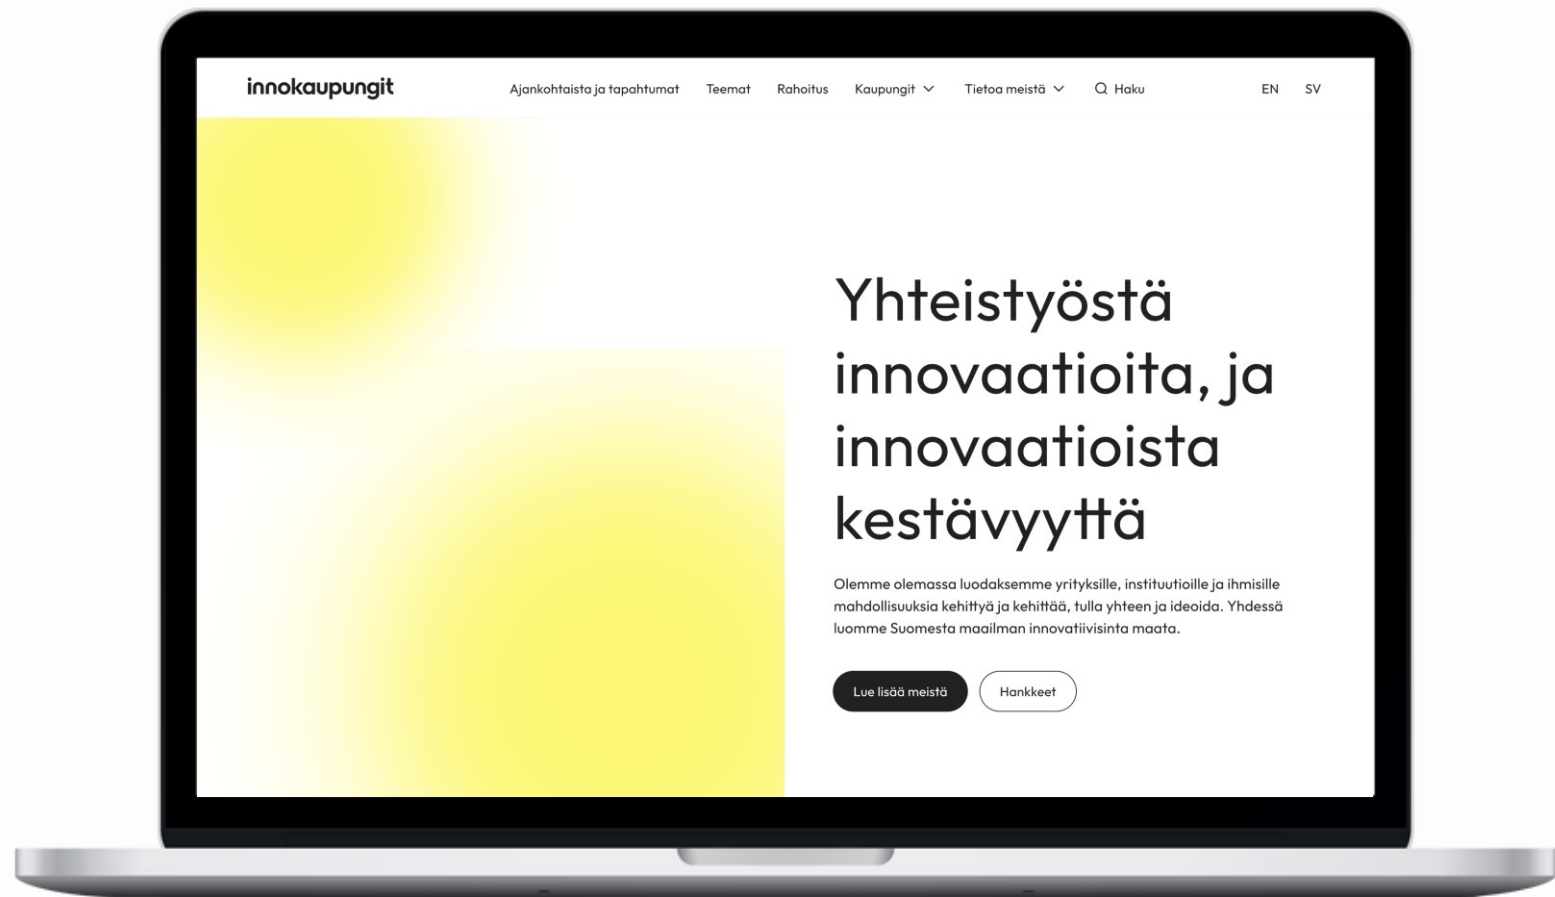 innokaupungit
Ajankohtaista ja tapahtumat Teemat Rahoitus Kaupungit Tietoa meistä Haku EN SV
Yhteistyöstä
innovaatioita, ja
innovaatioista
kestävyyttä
Olemme olemassa luodaksemme yrityksille, instituutioille ja ihmisille
mahdollisuuksia kehittyä ja kehittää, tulla yhteen ja ideoida. Yhdessä
luomme Suomesta maailman innovatiivisinta maata.
Lue lisää meistä Hankkeet